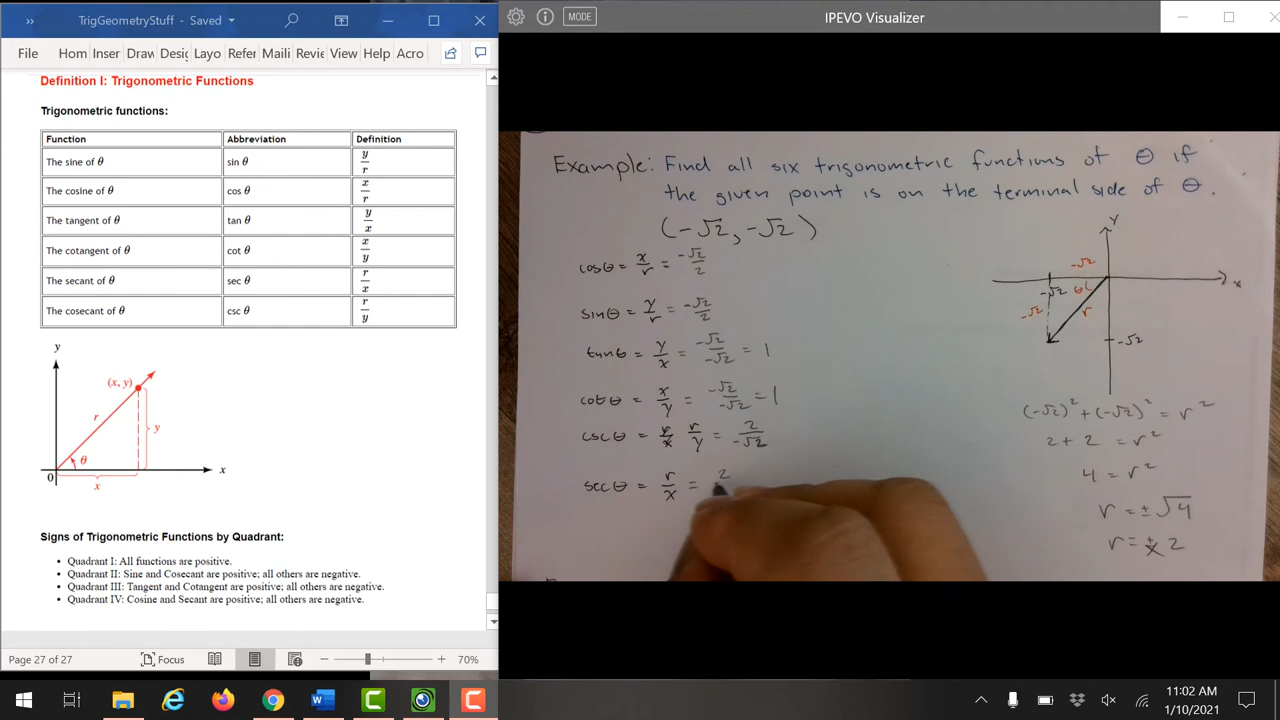 TrigGeometryStuff - Saved
File Hom Inser Draw Desig Layo Refer Maili Revie View Help Acro
Definition I: Trigonometric Functions
Trigonometric functions:
Function Abbreviation Definition
The sine of θ sin θ y/r
The cosine of θ cos θ x/r
The tangent of θ tan θ y/x
The cotangent of θ cot θ x/y
The secant of θ sec θ r/x
The cosecant of θ csc θ r/y
y
(x, y)
r
y
θ
0
x
x
Signs of Trigonometric Functions by Quadrant:
• Quadrant I: All functions are positive.
• Quadrant II: Sine and Cosecant are positive; all others are negative.
• Quadrant III: Tangent and Cotangent are positive; all others are negative.
• Quadrant IV: Cosine and Secant are positive; all others are negative.
Page 27 of 27 Focus 70%
MODE IPEVO Visualizer
Example: Find all six trigonometric functions of θ if
the given point is on the terminal side of θ.
(-√2, -√2)
cosθ = x/r = -√2/2
sinθ = y/r = -√2/2
tanθ = y/x = -√2/-√2 = 1
cotθ = x/y = -√2/-√2 = 1
cscθ = r/x r/y = 2/-√2
secθ = r/x = 2
y
-√2
-√2 θ
x
-√2
r
-√2
(-√2)² + (-√2)² = r²
2 + 2 = r²
4 = r²
r = ±√4
r = ± 2
11:02 AM
1/10/2021